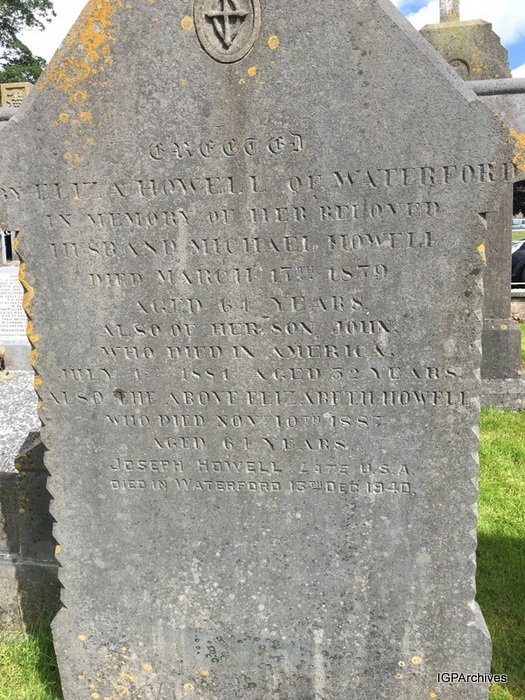 ERECTED
BY ELIZA HOWELL OF WATERFORD
IN MEMORY OF HER BELOVED
HUSBAND MICHAEL HOWELL
DIED MARCH 17TH 1879
AGED 64 YEARS.
ALSO OF HER SON JOHN,
WHO DIED IN AMERICA,
JULY 4TH 1884 AGED 32 YEARS.
ALSO THE ABOVE ELIZABETH HOWELL
WHO DIED NOV. 10TH 1887
AGED 64 YEARS.
JOSEPH HOWELL LATE U.S.A.
DIED IN WATERFORD 13TH DEC 1940.
IGPArchives